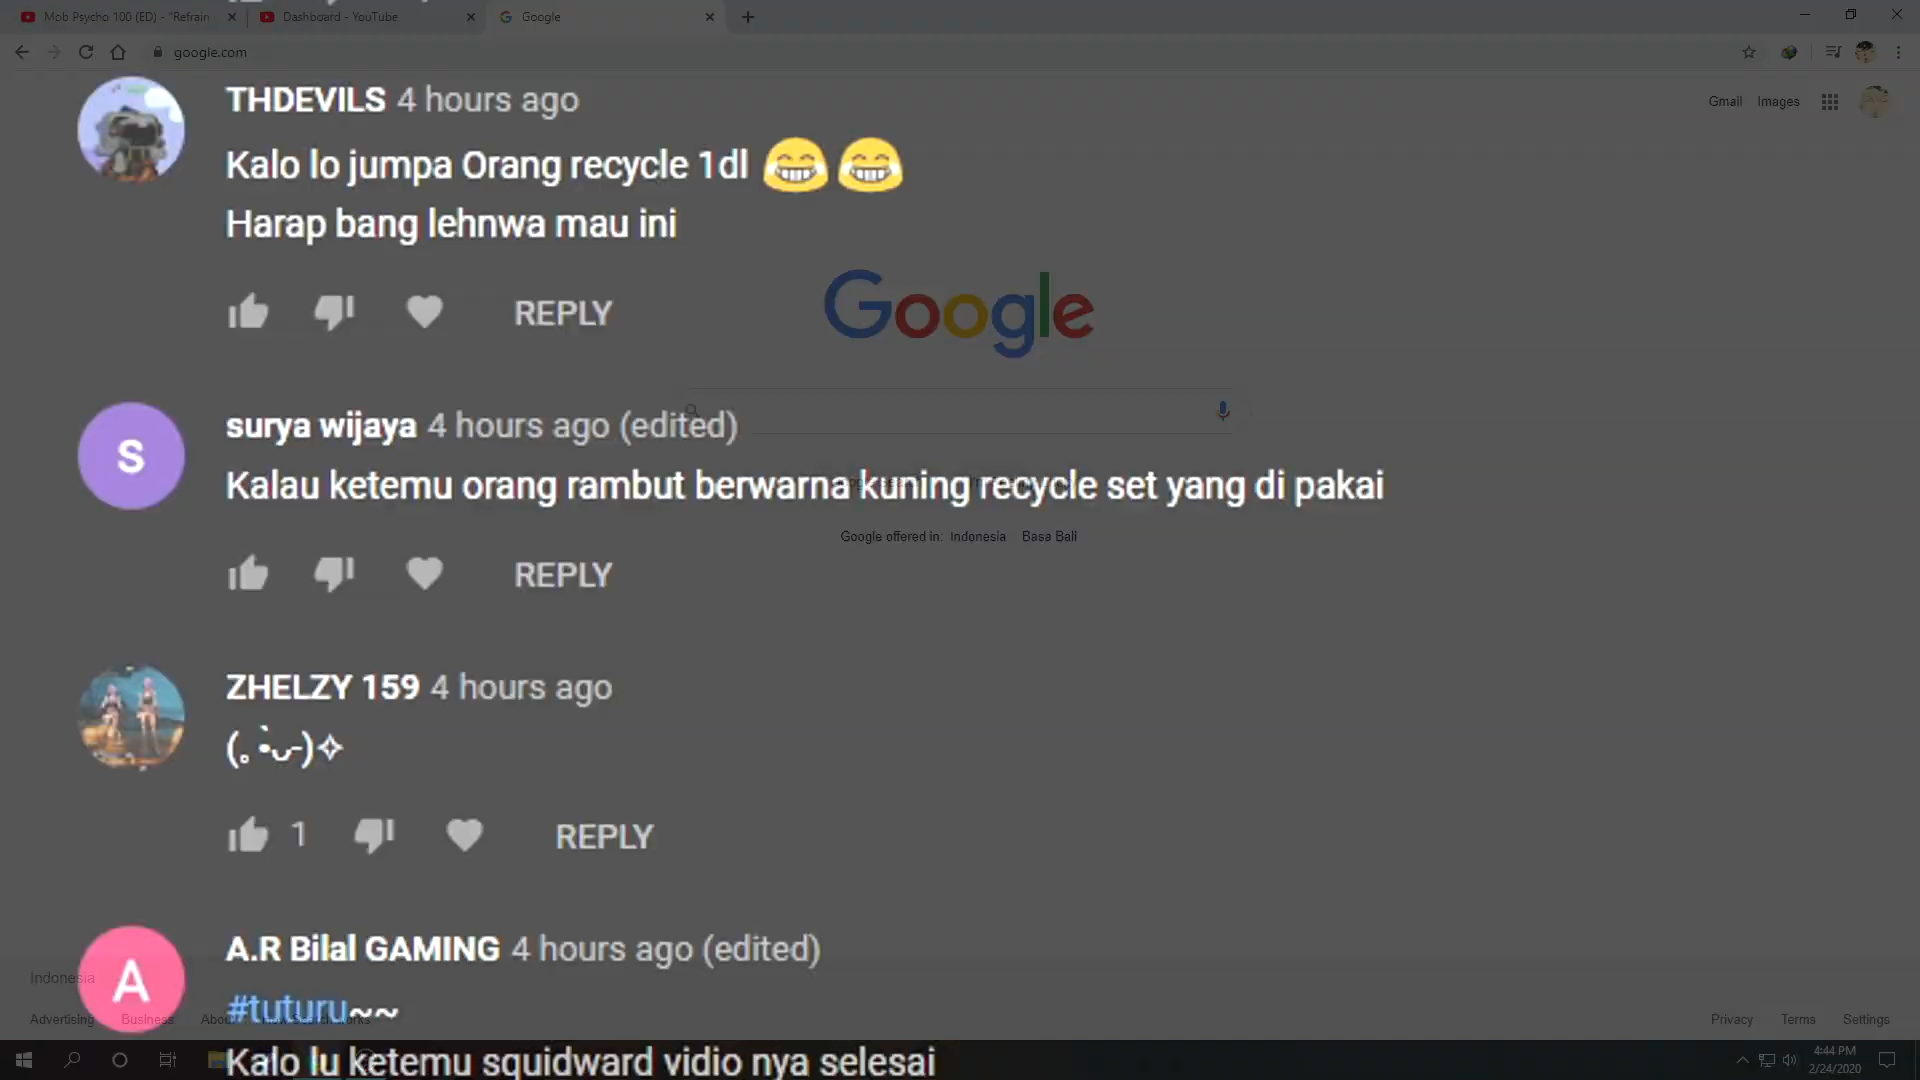 Mob Psycho 100 (ED) - "Refrain
Dashboard - YouTube
Google
google.com
Gmail Images
THDEVILS 4 hours ago
Kalo lo jumpa Orang recycle 1dl 😂😂
Harap bang lehnwa mau ini
REPLY
Google
surya wijaya 4 hours ago (edited)
Kalau ketemu orang rambut berwarna kuning recycle set yang di pakai
Google offered in: Indonesia Basa Bali
REPLY
ZHELZY 159 4 hours ago
(｡•̀ᴗ-)✧
1 REPLY
A.R Bilal GAMING 4 hours ago (edited)
Indonesia
A
S
#tuturu~~
Advertising Business About
Privacy Terms Settings
Kalo lu ketemu squidward vidio nya selesai
4:44 PM
2/24/2020